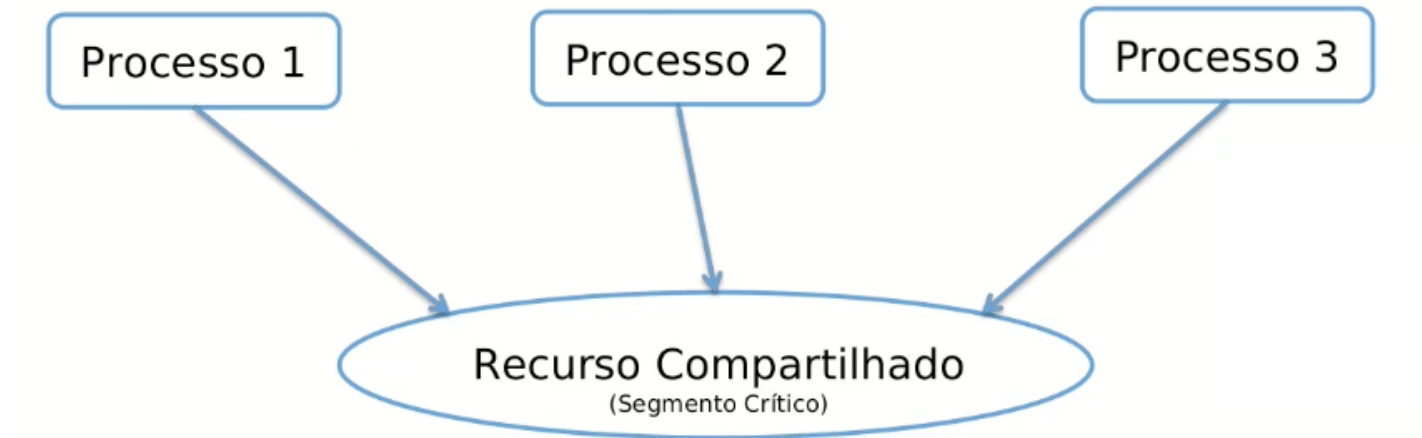 Processo 1
Processo 2
Processo 3
Recurso Compartilhado
(Segmento Crítico)